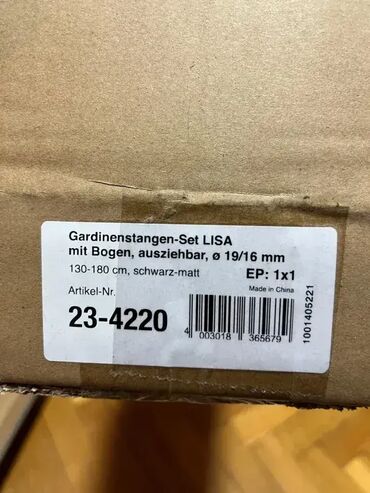 Gardinenstangen-Set LISA
mit Bogen, ausziehbar, ø 19/16 mm
130-180 cm, schwarz-matt
EP: 1x1
Artikel-Nr.
Made in China
23-4220
4 003018 365679
1001405221